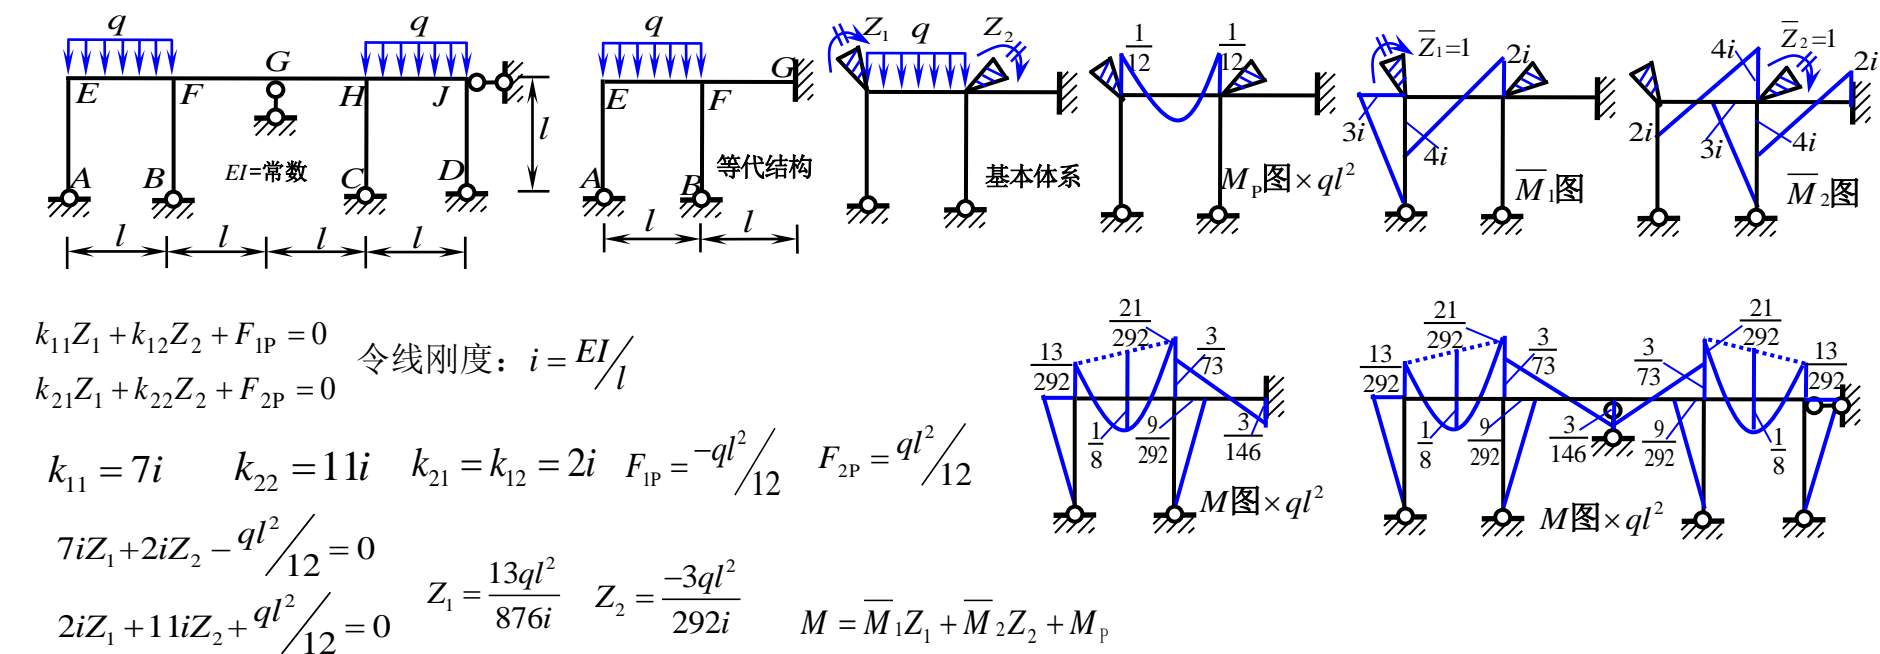 q q
E F G H J
A B C D
EI=常数
l
l l l l
q
E F G
A B
等代结构
l l
Z₁ q Z₂
基本体系
1/12 1/12
M_P图×ql²
Z̅₁=1
2i
3i 4i
M̅₁图
4i Z̅₂=1 2i
2i 3i 4i
M̅₂图
k₁₁Z₁+k₁₂Z₂+F₁P=0
k₂₁Z₁+k₂₂Z₂+F₂P=0
令线刚度：i=EI/l
k₁₁=7i k₂₂=11i k₂₁=k₁₂=2i F₁P=-ql²/12 F₂P=ql²/12
7iZ₁+2iZ₂-ql²/12=0
2iZ₁+11iZ₂+ql²/12=0
Z₁=13ql²/876i Z₂=-3ql²/292i M=M̅₁Z₁+M̅₂Z₂+M_P
21/292
13/292 3/73
1/8 9/292 3/146
M图×ql²
21/292 21/292
13/292 3/73 3/73 13/292
1/8 9/292 3/146 9/292 1/8
M图×ql²